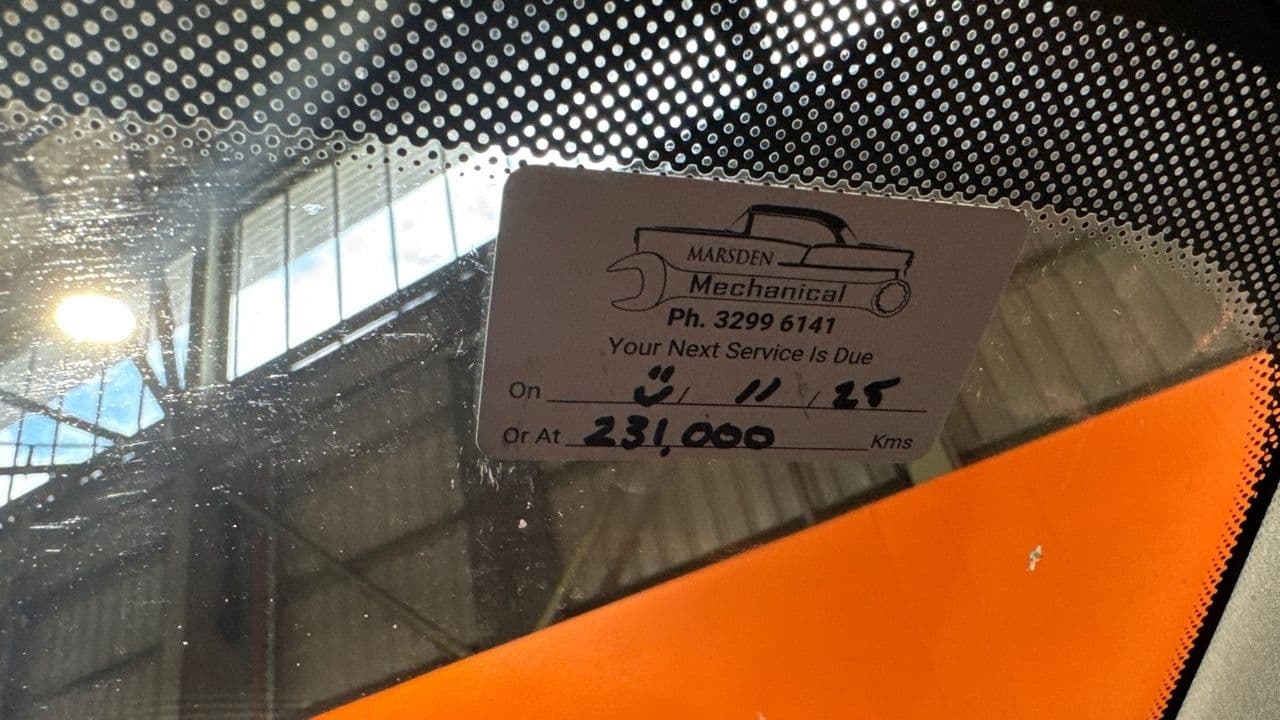 MARSDEN
Mechanical
Ph. 3299 6141
Your Next Service Is Due
On / 11 / 25
Or At 231,000 Kms